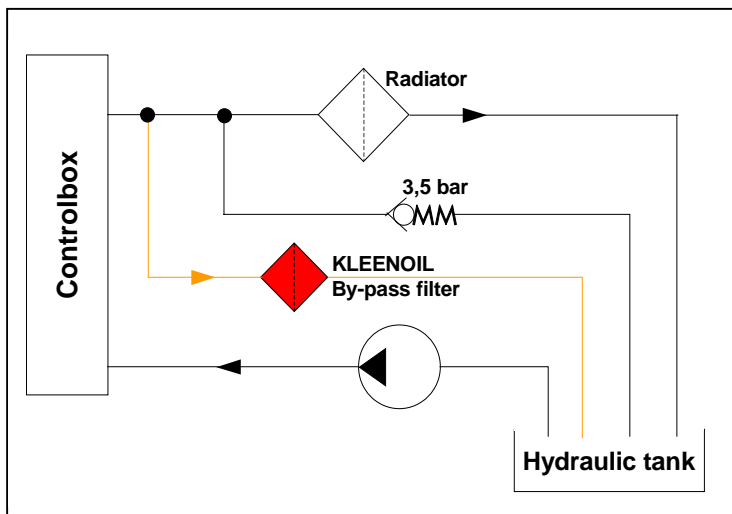 Radiator
3,5 bar
Controlbox
KLEENOIL
By-pass filter
Hydraulic tank